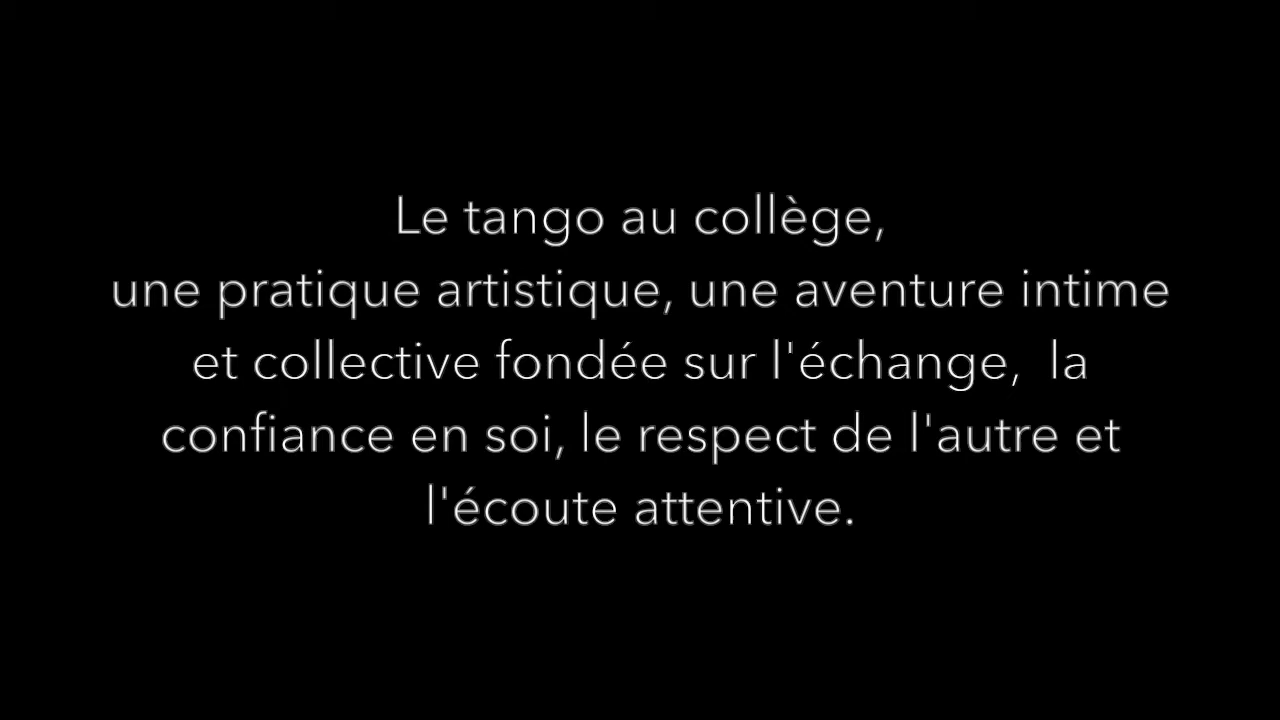 Le tango au collège,
une pratique artistique, une aventure intime
et collective fondée sur l'échange,  la
confiance en soi, le respect de l'autre et
l'écoute attentive.